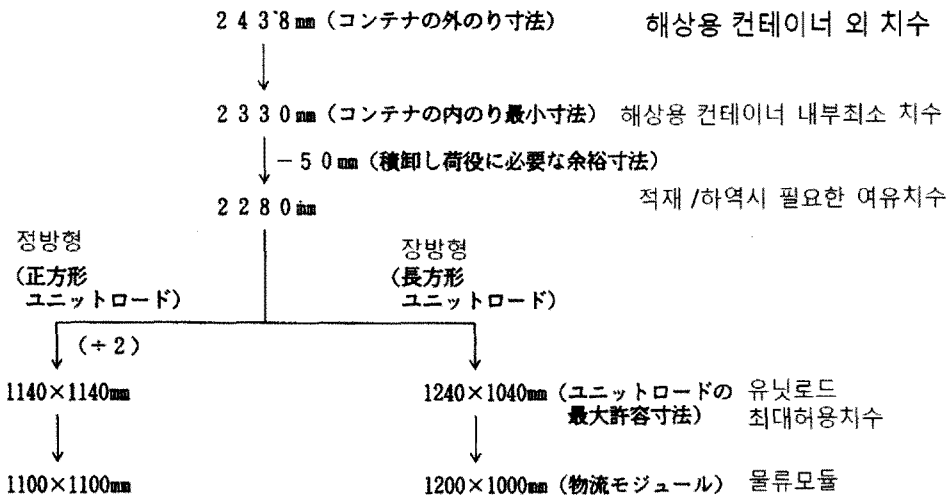 2438mm（コンテナの外のり寸法） 해상용 컨테이너 외 치수
2330mm（コンテナの内のり最小寸法） 해상용 컨테이너 내부최소 치수
－50mm（積卸し荷役に必要な余裕寸法）
2280mm 적재 /하역시 필요한 여유치수
정방형 장방형
（正方形 （長方形
ユニットロード） ユニットロード）
（÷2）
1140×1140mm 1240×1040mm（ユニットロードの 유닛로드
最大許容寸法） 최대허용치수
1100×1100mm 1200×1000mm（物流モジュール） 물류모듈